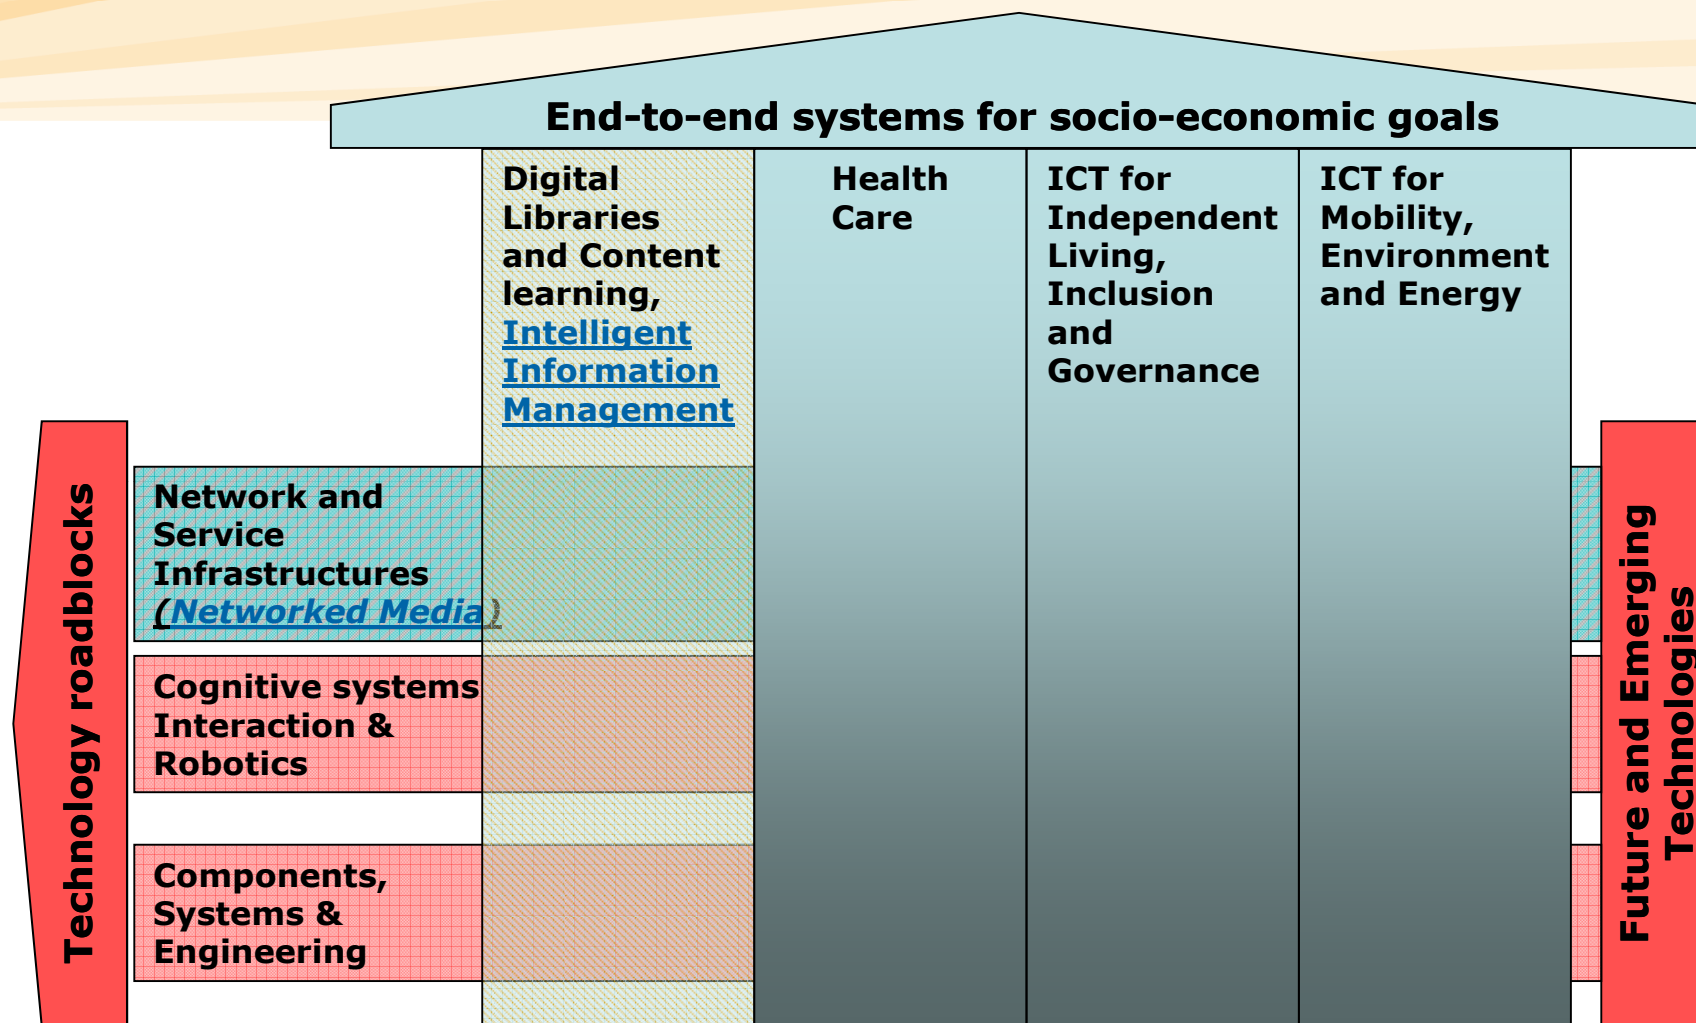 End-to-end systems for socio-economic goals
Digital
Libraries
and Content
learning,
Intelligent
Information
Management
Health
Care
ICT for
Independent
Living,
Inclusion
and
Governance
ICT for
Mobility,
Environment
and Energy
Technology roadblocks
Network and
Service
Infrastructures
(Networked Media)
Cognitive systems
Interaction &
Robotics
Components,
Systems &
Engineering
Future and Emerging
Technologies